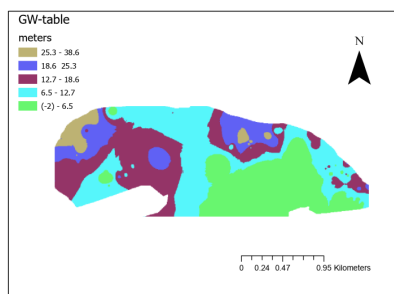 GW-table
meters
25.3 - 38.6
18.6 25.3
12.7 - 18.6
6.5 - 12.7
(-2) - 6.5
N
0 0.24 0.47 0.95 Kilometers